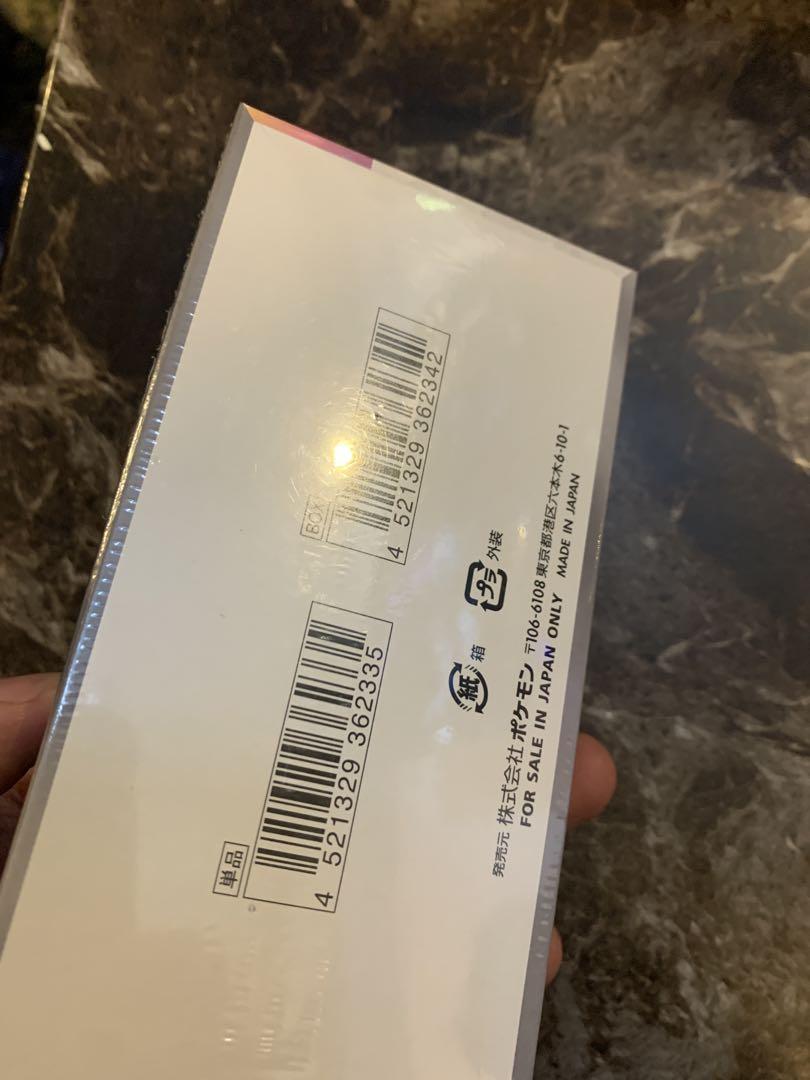 BOX
4 521329 362342
単品
4 521329 362335
プラ 外装
紙 箱
発売元 株式会社ポケモン 〒106-6108 東京都港区六本木6-10-1
FOR SALE IN JAPAN ONLY MADE IN JAPAN